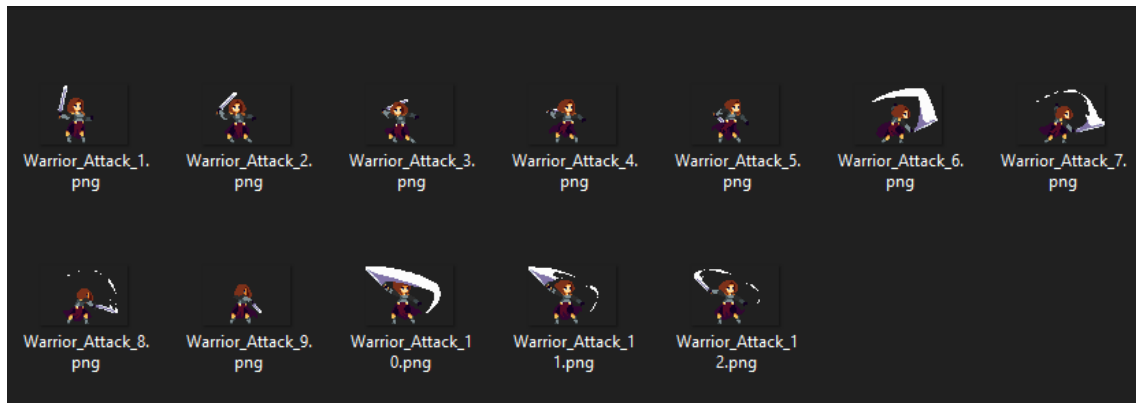 Warrior_Attack_1.
png
Warrior_Attack_2.
png
Warrior_Attack_3.
png
Warrior_Attack_4.
png
Warrior_Attack_5.
png
Warrior_Attack_6.
png
Warrior_Attack_7.
png
Warrior_Attack_8.
png
Warrior_Attack_9.
png
Warrior_Attack_1
0.png
Warrior_Attack_1
1.png
Warrior_Attack_1
2.png